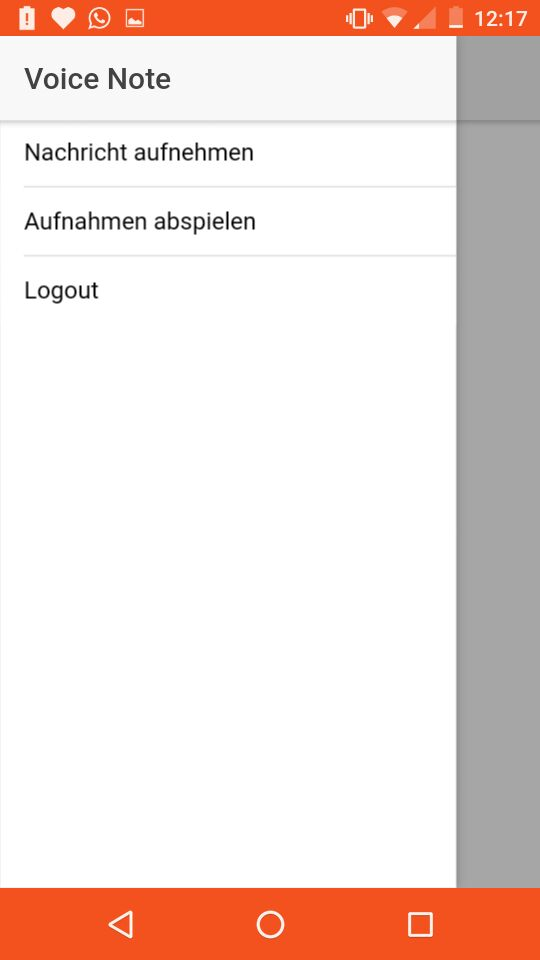 12:17
Voice Note
Nachricht aufnehmen
Aufnahmen abspielen
Logout